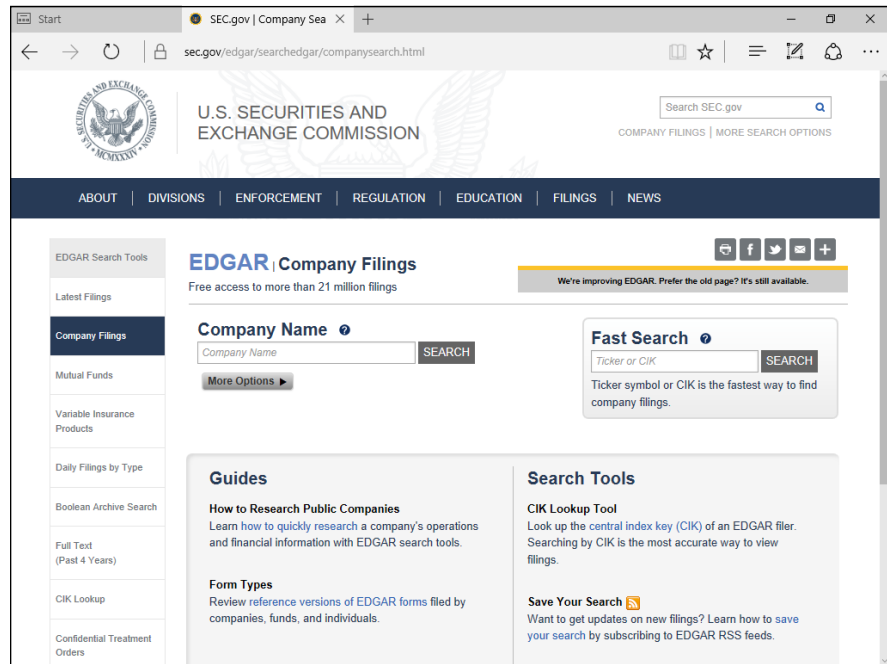 Start
SEC.gov | Company Sea
sec.gov/edgar/searchedgar/companysearch.html
U.S. SECURITIES AND EXCHANGE COMMISSION
MCMXXXIV
U.S. SECURITIES AND
EXCHANGE COMMISSION
Search SEC.gov
COMPANY FILINGS | MORE SEARCH OPTIONS
ABOUT | DIVISIONS | ENFORCEMENT | REGULATION | EDUCATION | FILINGS | NEWS
EDGAR Search Tools
Latest Filings
Company Filings
Mutual Funds
Variable Insurance
Products
Daily Filings by Type
Boolean Archive Search
Full Text
(Past 4 Years)
CIK Lookup
Confidential Treatment
Orders
EDGAR | Company Filings
Free access to more than 21 million filings
We're improving EDGAR. Prefer the old page? It's still available.
Company Name ?
Company Name
SEARCH
More Options
Fast Search ?
Ticker or CIK
SEARCH
Ticker symbol or CIK is the fastest way to find
company filings.
Guides
How to Research Public Companies
Learn how to quickly research a company's operations
and financial information with EDGAR search tools.
Form Types
Review reference versions of EDGAR forms filed by
companies, funds, and individuals.
Search Tools
CIK Lookup Tool
Look up the central index key (CIK) of an EDGAR filer.
Searching by CIK is the most accurate way to view
filings.
Save Your Search
Want to get updates on new filings? Learn how to save
your search by subscribing to EDGAR RSS feeds.